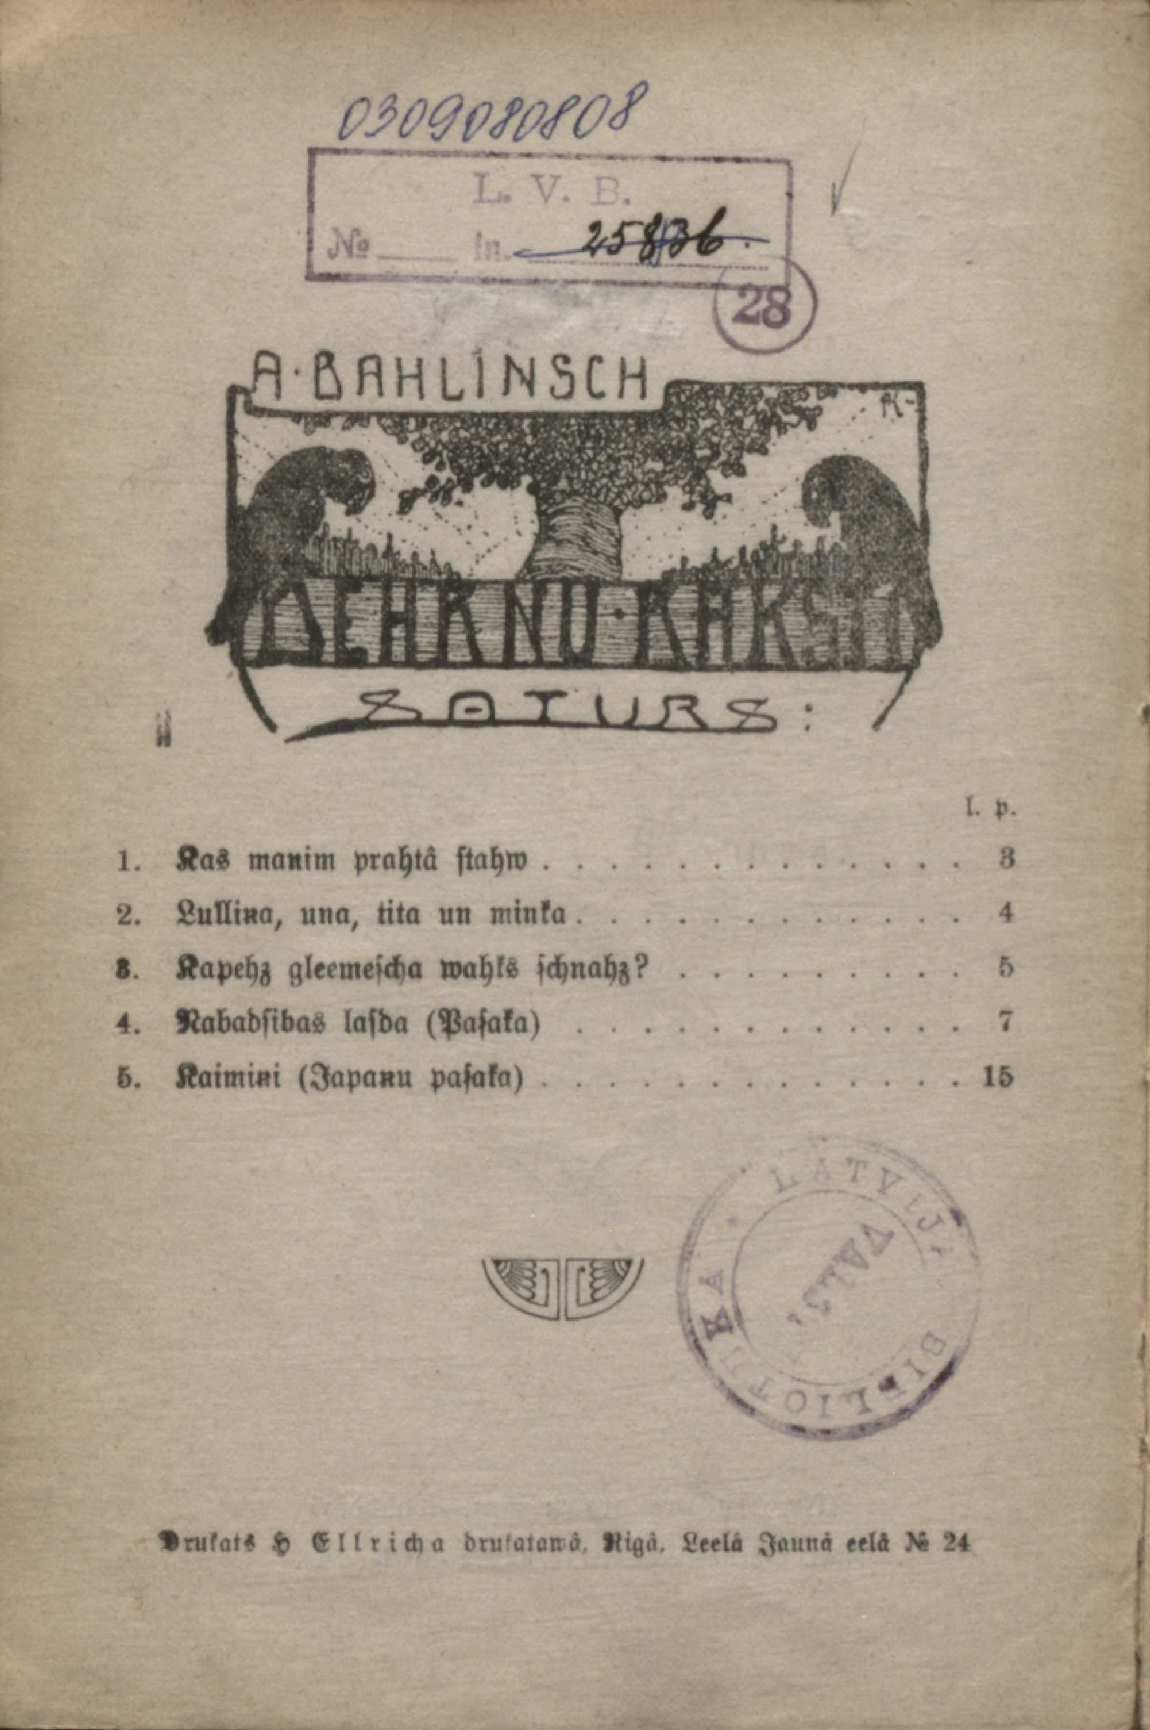 0309080808
L. V. B.
№ ____ In. 25836.
28
A·BAHLINSCH
BEHRNU·RAKSTI
SATURS:
l. p.
1. Kas manim prahtâ stahw . . . . . . . . . . . . . 3
2. Lullina, una, tita un minka . . . . . . . . . . . . 4
3. Kapehz gleemescha wahks schnahz? . . . . . . . . . 5
4. Nabadsibas lasda (Pasaka) . . . . . . . . . . . . 7
5. Kaimini (Japanu pasaka) . . . . . . . . . . . . . 15
LATVIJAS
VALSTS
BIBLIOTEKA
Drukats H Ellricha drukatawâ, Rigâ, Leelâ Jaunâ eelâ № 24